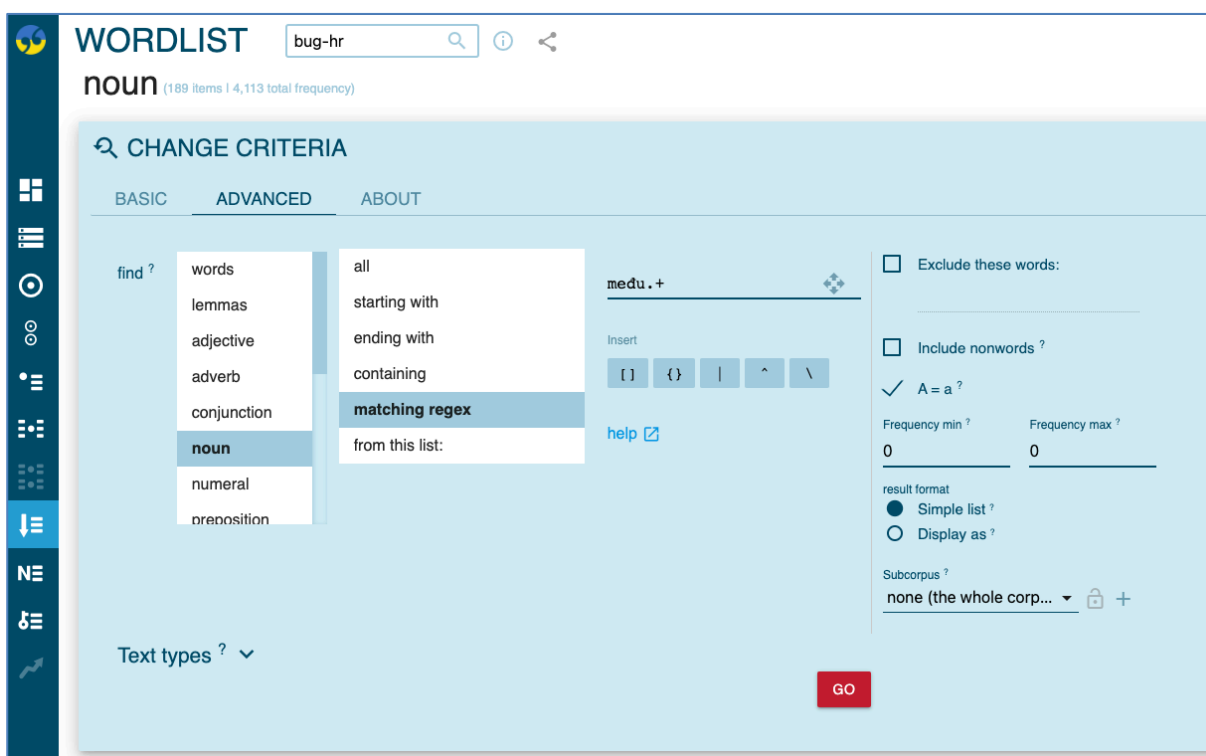 WORDLIST bug-hr
noun (189 items | 4,113 total frequency)
CHANGE CRITERIA
BASIC ADVANCED ABOUT
find ?
words
lemmas
adjective
adverb
conjunction
noun
numeral
preposition
all
starting with
ending with
containing
matching regex
from this list:
među.+
Insert
[] {} | ^ \
help
Exclude these words:
Include nonwords ?
A = a ?
Frequency min ? Frequency max ?
0 0
result format
Simple list ?
Display as ?
Subcorpus ?
none (the whole corp... +
Text types ?
GO
N